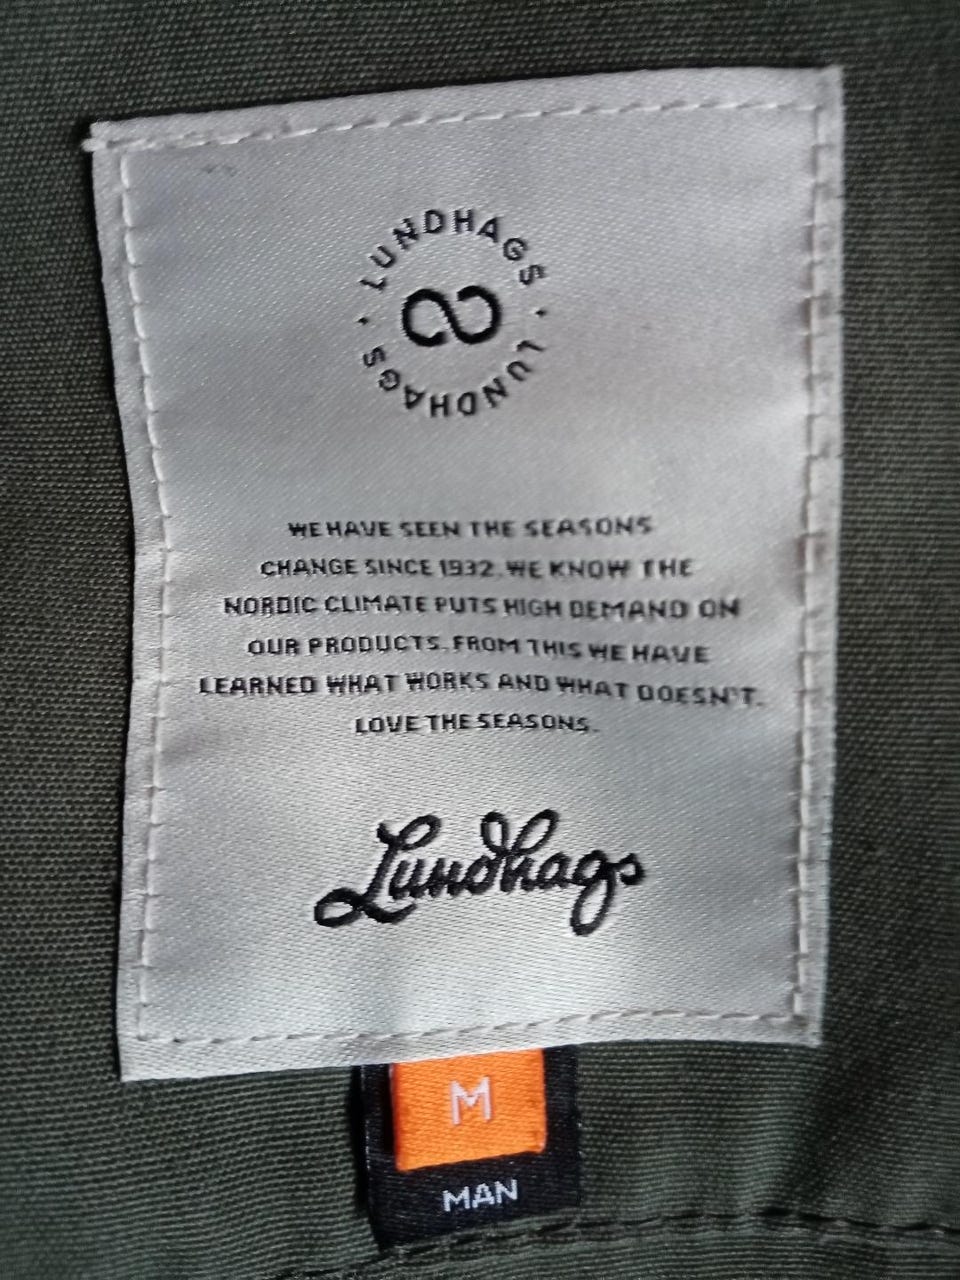 LUNDHAGS · LUNDHAGS ·
WE HAVE SEEN THE SEASONS
CHANGE SINCE 1932. WE KNOW THE
NORDIC CLIMATE PUTS HIGH DEMAND ON
OUR PRODUCTS. FROM THIS WE HAVE
LEARNED WHAT WORKS AND WHAT DOESN'T.
LOVE THE SEASONS.
Lundhags
M
MAN